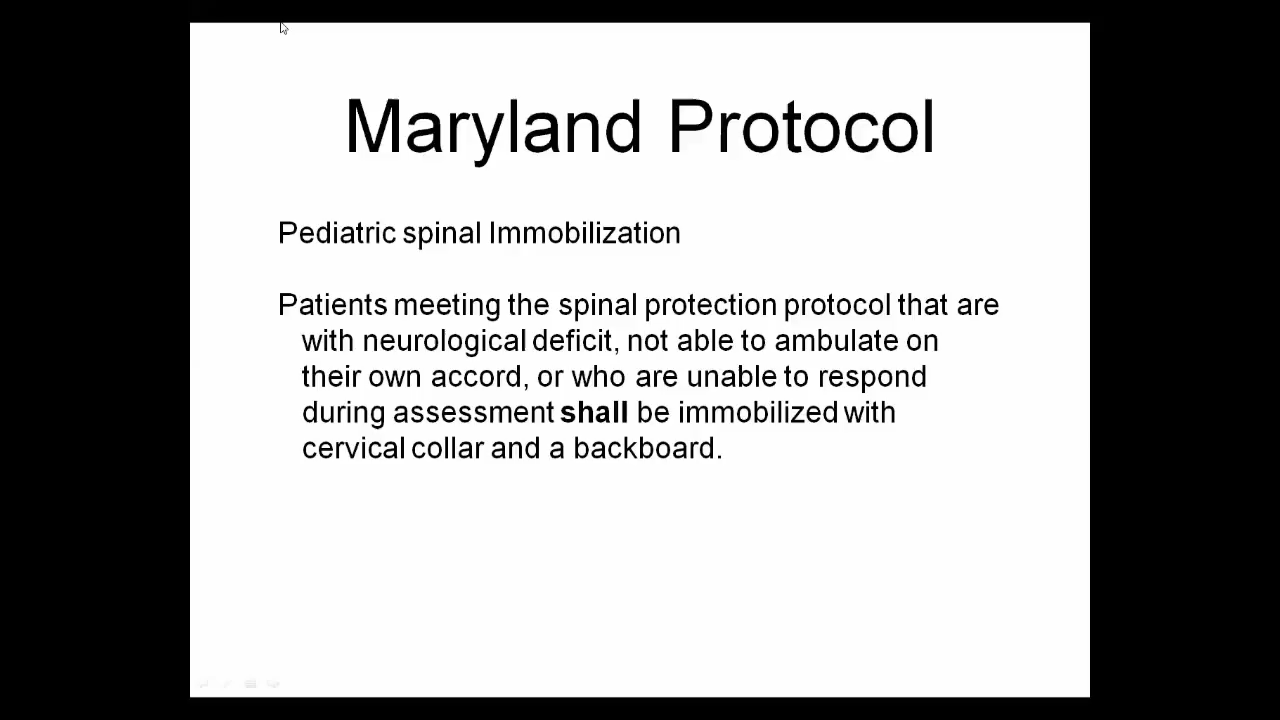 Maryland Protocol
Pediatric spinal Immobilization
Patients meeting the spinal protection protocol that are
with neurological deficit, not able to ambulate on
their own accord, or who are unable to respond
during assessment shall be immobilized with
cervical collar and a backboard.